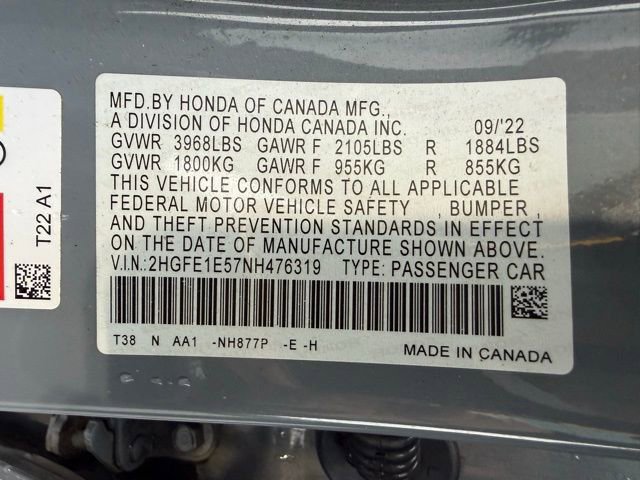 MFD.BY HONDA OF CANADA MFG.,
A DIVISION OF HONDA CANADA INC. 09/'22
GVWR 3968LBS GAWR F 2105LBS R 1884LBS
GVWR 1800KG GAWR F 955KG R 855KG
THIS VEHICLE CONFORMS TO ALL APPLICABLE
FEDERAL MOTOR VEHICLE SAFETY , BUMPER ,
AND THEFT PREVENTION STANDARDS IN EFFECT
ON THE DATE OF MANUFACTURE SHOWN ABOVE.
V.I.N.:2HGFE1E57NH476319 TYPE: PASSENGER CAR
T38 N AA1 -NH877P -E -H
MADE IN CANADA
T22 A1